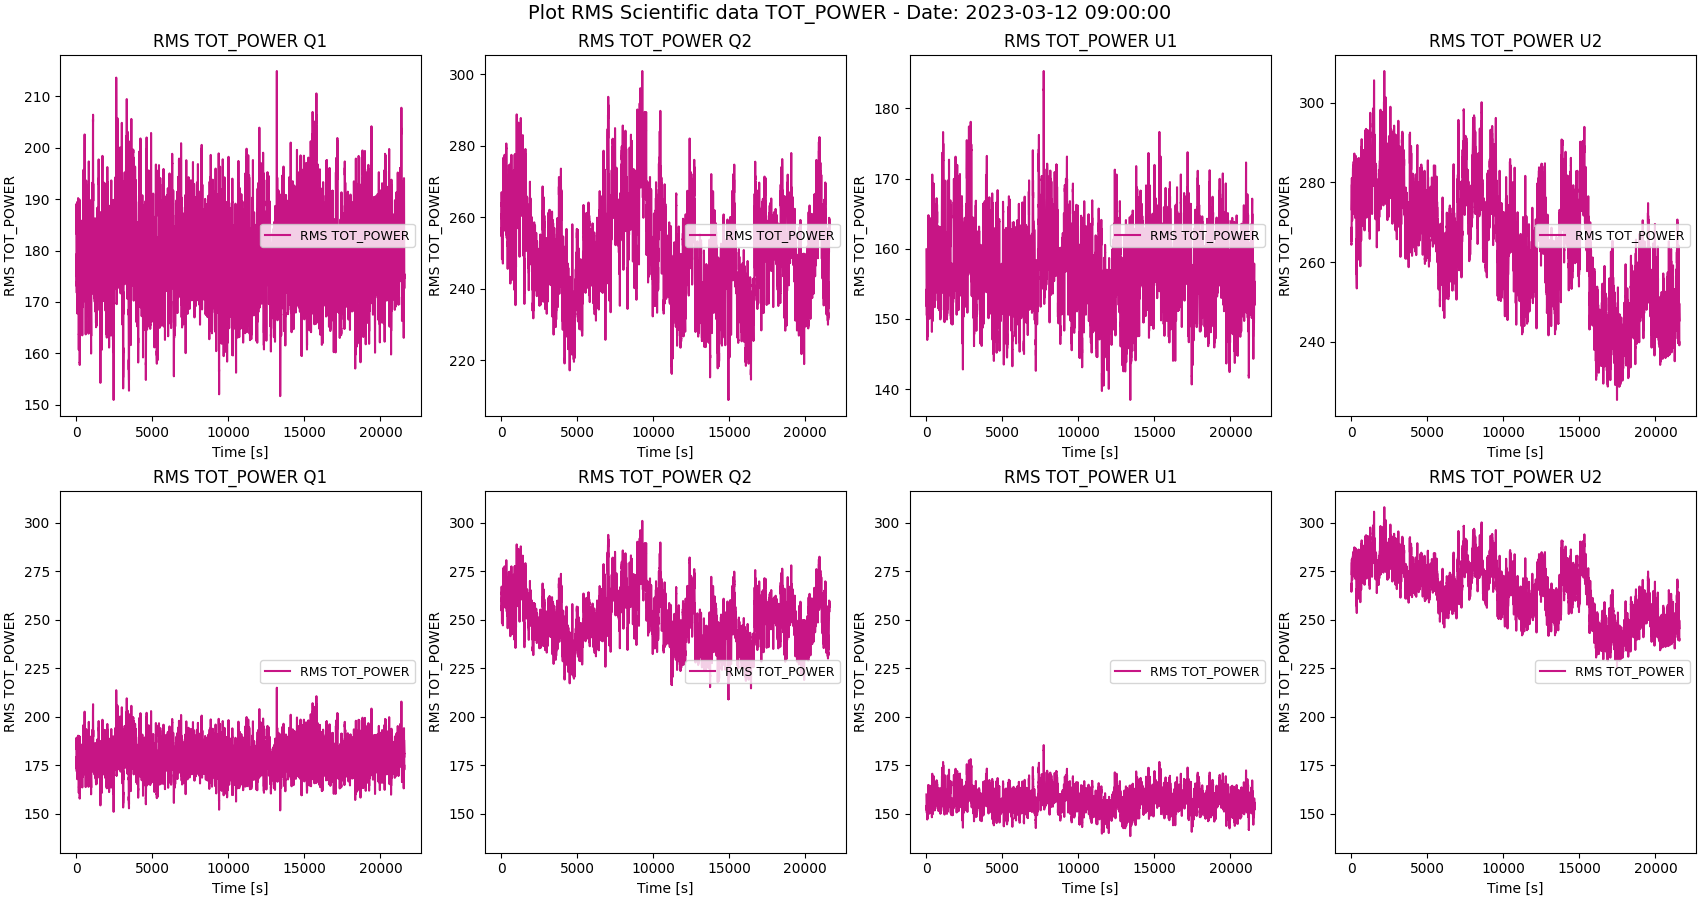 Plot RMS Scientific data TOT_POWER - Date: 2023-03-12 09:00:00
RMS TOT_POWER Q1
RMS TOT_POWER
210
200
190
180
170
160
150
0 5000 10000 15000 20000
Time [s]
RMS TOT_POWER
RMS TOT_POWER Q2
RMS TOT_POWER
300
280
260
240
220
0 5000 10000 15000 20000
Time [s]
RMS TOT_POWER
RMS TOT_POWER U1
RMS TOT_POWER
180
170
160
150
140
0 5000 10000 15000 20000
Time [s]
RMS TOT_POWER
RMS TOT_POWER U2
RMS TOT_POWER
300
280
260
240
0 5000 10000 15000 20000
Time [s]
RMS TOT_POWER
RMS TOT_POWER Q1
RMS TOT_POWER
300
275
250
225
200
175
150
0 5000 10000 15000 20000
Time [s]
RMS TOT_POWER
RMS TOT_POWER Q2
RMS TOT_POWER
300
275
250
225
200
175
150
0 5000 10000 15000 20000
Time [s]
RMS TOT_POWER
RMS TOT_POWER U1
RMS TOT_POWER
300
275
250
225
200
175
150
0 5000 10000 15000 20000
Time [s]
RMS TOT_POWER
RMS TOT_POWER U2
RMS TOT_POWER
300
275
250
225
200
175
150
0 5000 10000 15000 20000
Time [s]
RMS TOT_POWER